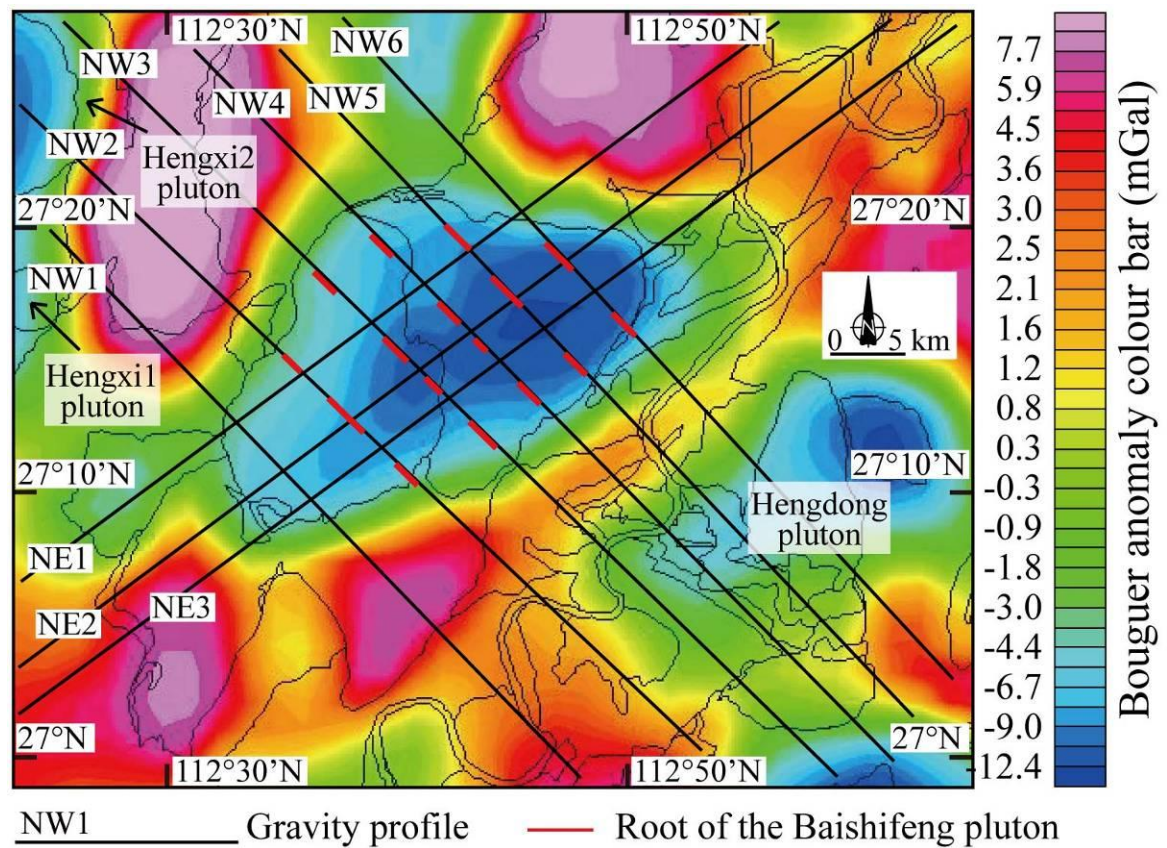 112°30'N
112°50'N
NW6
NW3
NW4
NW5
NW2
Hengxi2
pluton
27°20'N
27°20'N
NW1
0 5 km
Hengxi1
pluton
27°10'N
27°10'N
Hengdong
pluton
NE1
NE2
NE3
27°N
27°N
112°30'N
112°50'N
7.7
5.9
4.5
3.6
3.0
2.5
2.1
1.6
1.2
0.8
0.3
-0.3
-0.9
-1.8
-3.0
-4.4
-6.7
-9.0
-12.4
Bouguer anomaly colour bar (mGal)
NW1
Gravity profile
Root of the Baishifeng pluton